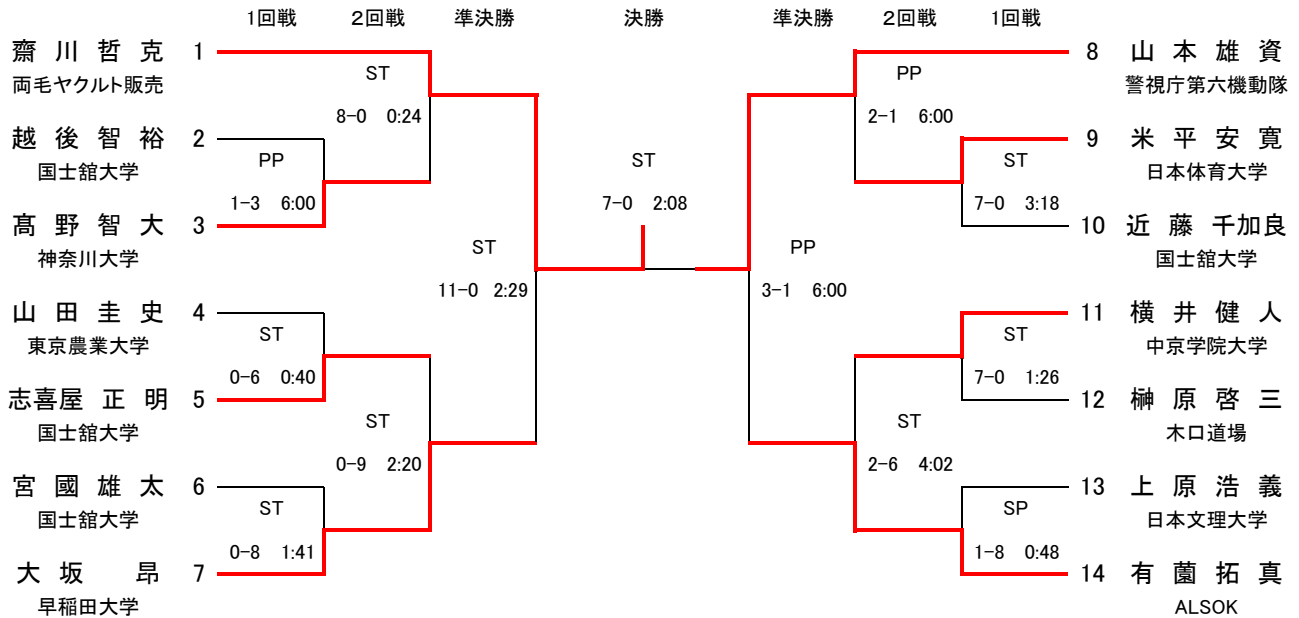 1回戦 2回戦 準決勝 決勝 準決勝 2回戦 1回戦
齋川哲克 1
両毛ヤクルト販売
ST
8-0 0:24
越後智裕 2
国士舘大学
PP
1-3 6:00
髙野智大 3
神奈川大学
ST
11-0 2:29
山田圭史 4
東京農業大学
ST
0-6 0:40
志喜屋 正明 5
国士舘大学
ST
0-9 2:20
宮國雄太 6
国士舘大学
ST
0-8 1:41
大坂 昂 7
早稲田大学
ST
7-0 2:08
8 山本雄資
警視庁第六機動隊
PP
2-1 6:00
9 米平安寛
日本体育大学
ST
7-0 3:18
10 近藤 千加良
国士舘大学
PP
3-1 6:00
11 横井健人
中京学院大学
ST
7-0 1:26
12 榊原啓三
木口道場
ST
2-6 4:02
13 上原浩義
日本文理大学
SP
1-8 0:48
14 有薗拓真
ALSOK